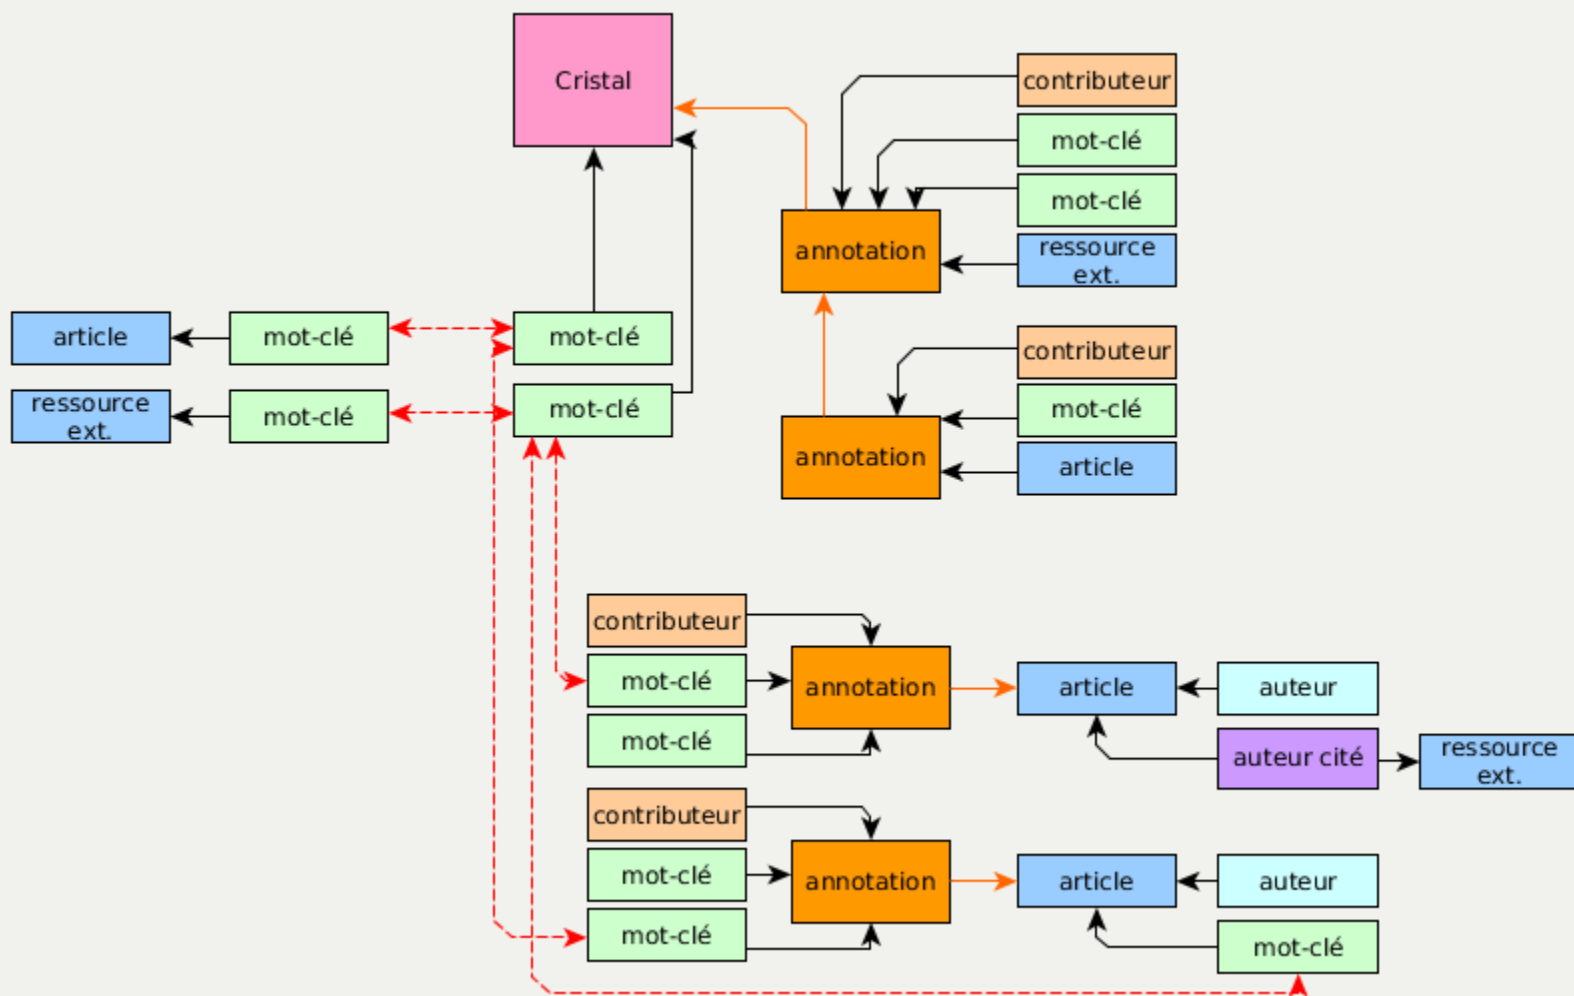 Cristal
contributeur
mot-clé
mot-clé
annotation
ressource
ext.
article
mot-clé
mot-clé
contributeur
ressource
ext.
mot-clé
mot-clé
mot-clé
annotation
article
contributeur
mot-clé
annotation
article
auteur
mot-clé
auteur cité
ressource
ext.
contributeur
mot-clé
annotation
article
auteur
mot-clé
mot-clé